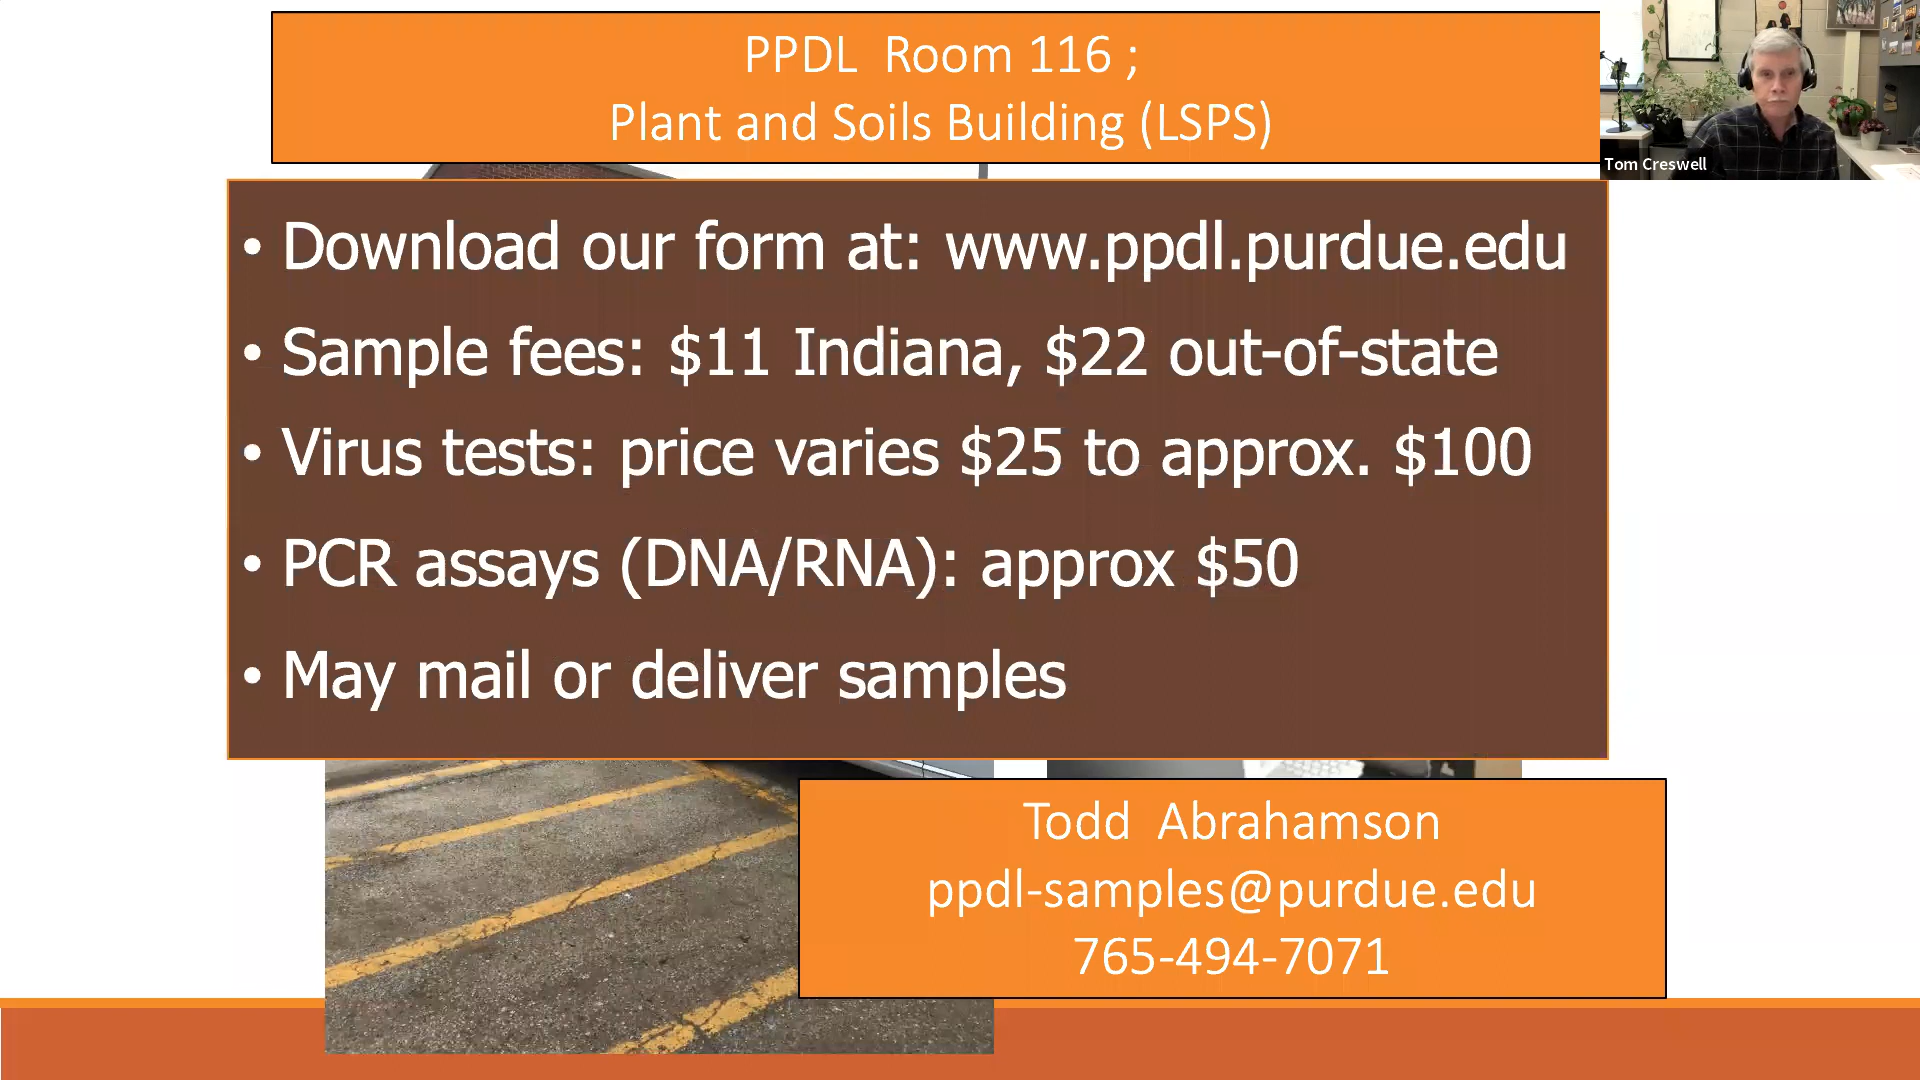 PPDL Room 116 ;
Plant and Soils Building (LSPS)
Tom Creswell
• Download our form at: www.ppdl.purdue.edu
• Sample fees: $11 Indiana, $22 out-of-state
• Virus tests: price varies $25 to approx. $100
• PCR assays (DNA/RNA): approx $50
• May mail or deliver samples
Todd Abrahamson
ppdl-samples@purdue.edu
765-494-7071